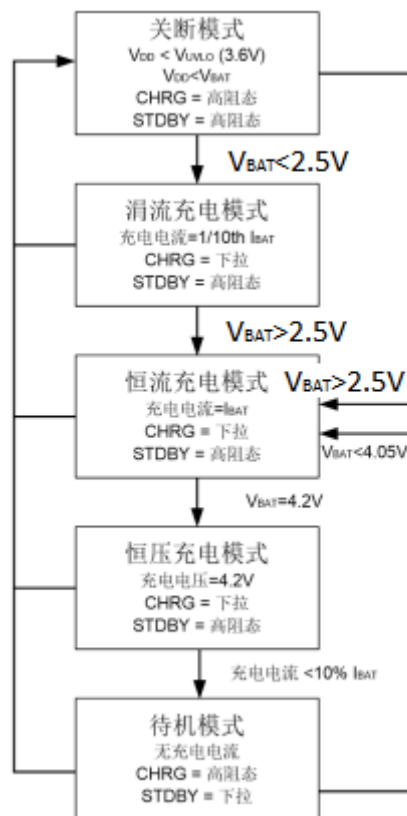 关断模式
VDD < VUVLO (3.6V)
VDD<VBAT
CHRG = 高阻态
STDBY = 高阻态
VBAT<2.5V
涓流充电模式
充电电流=1/10th IBAT
CHRG = 下拉
STDBY = 高阻态
VBAT>2.5V
恒流充电模式
VBAT>2.5V
充电电流=IBAT
CHRG = 下拉
STDBY = 高阻态
VBAT<4.05V
VBAT=4.2V
恒压充电模式
充电电压=4.2V
CHRG = 下拉
STDBY = 高阻态
充电电流 <10% IBAT
待机模式
无充电电流
CHRG = 高阻态
STDBY = 下拉